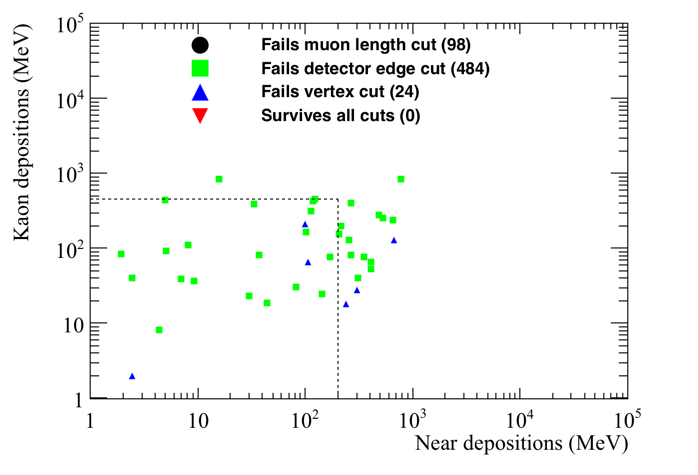 10^5
Fails muon length cut (98)
Fails detector edge cut (484)
10^4
Fails vertex cut (24)
Survives all cuts (0)
Kaon depositions (MeV)
10^3
10^2
10
1
1 10 10^2 10^3 10^4 10^5
Near depositions (MeV)